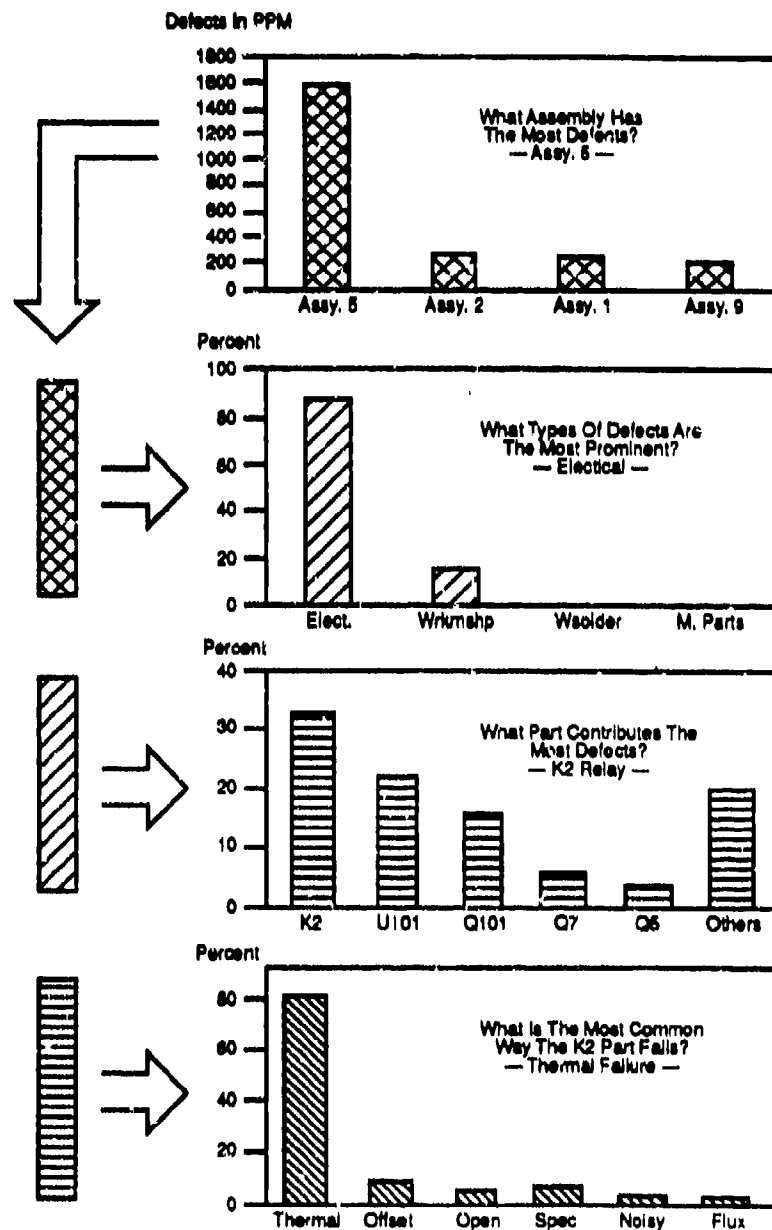 Defects in PPM
1800
1600
1400
1200
1000
800
600
400
200
0
What Assembly Has
The Most Defects?
— Assy. 5 —
Assy. 5 Assy. 2 Assy. 1 Assy. 9
Percent
100
80
60
40
20
0
What Types Of Defects Are
The Most Prominent?
— Electical —
Elect. Wrkmshp Wsolder M. Parts
Percent
40
30
20
10
0
What Part Contributes The
Most Defects?
— K2 Relay —
K2 U101 Q101 Q7 Q5 Others
Percent
80
60
40
20
0
What Is The Most Common
Way The K2 Part Fails?
— Thermal Failure —
Thermal Offset Open Spec Noisy Flux